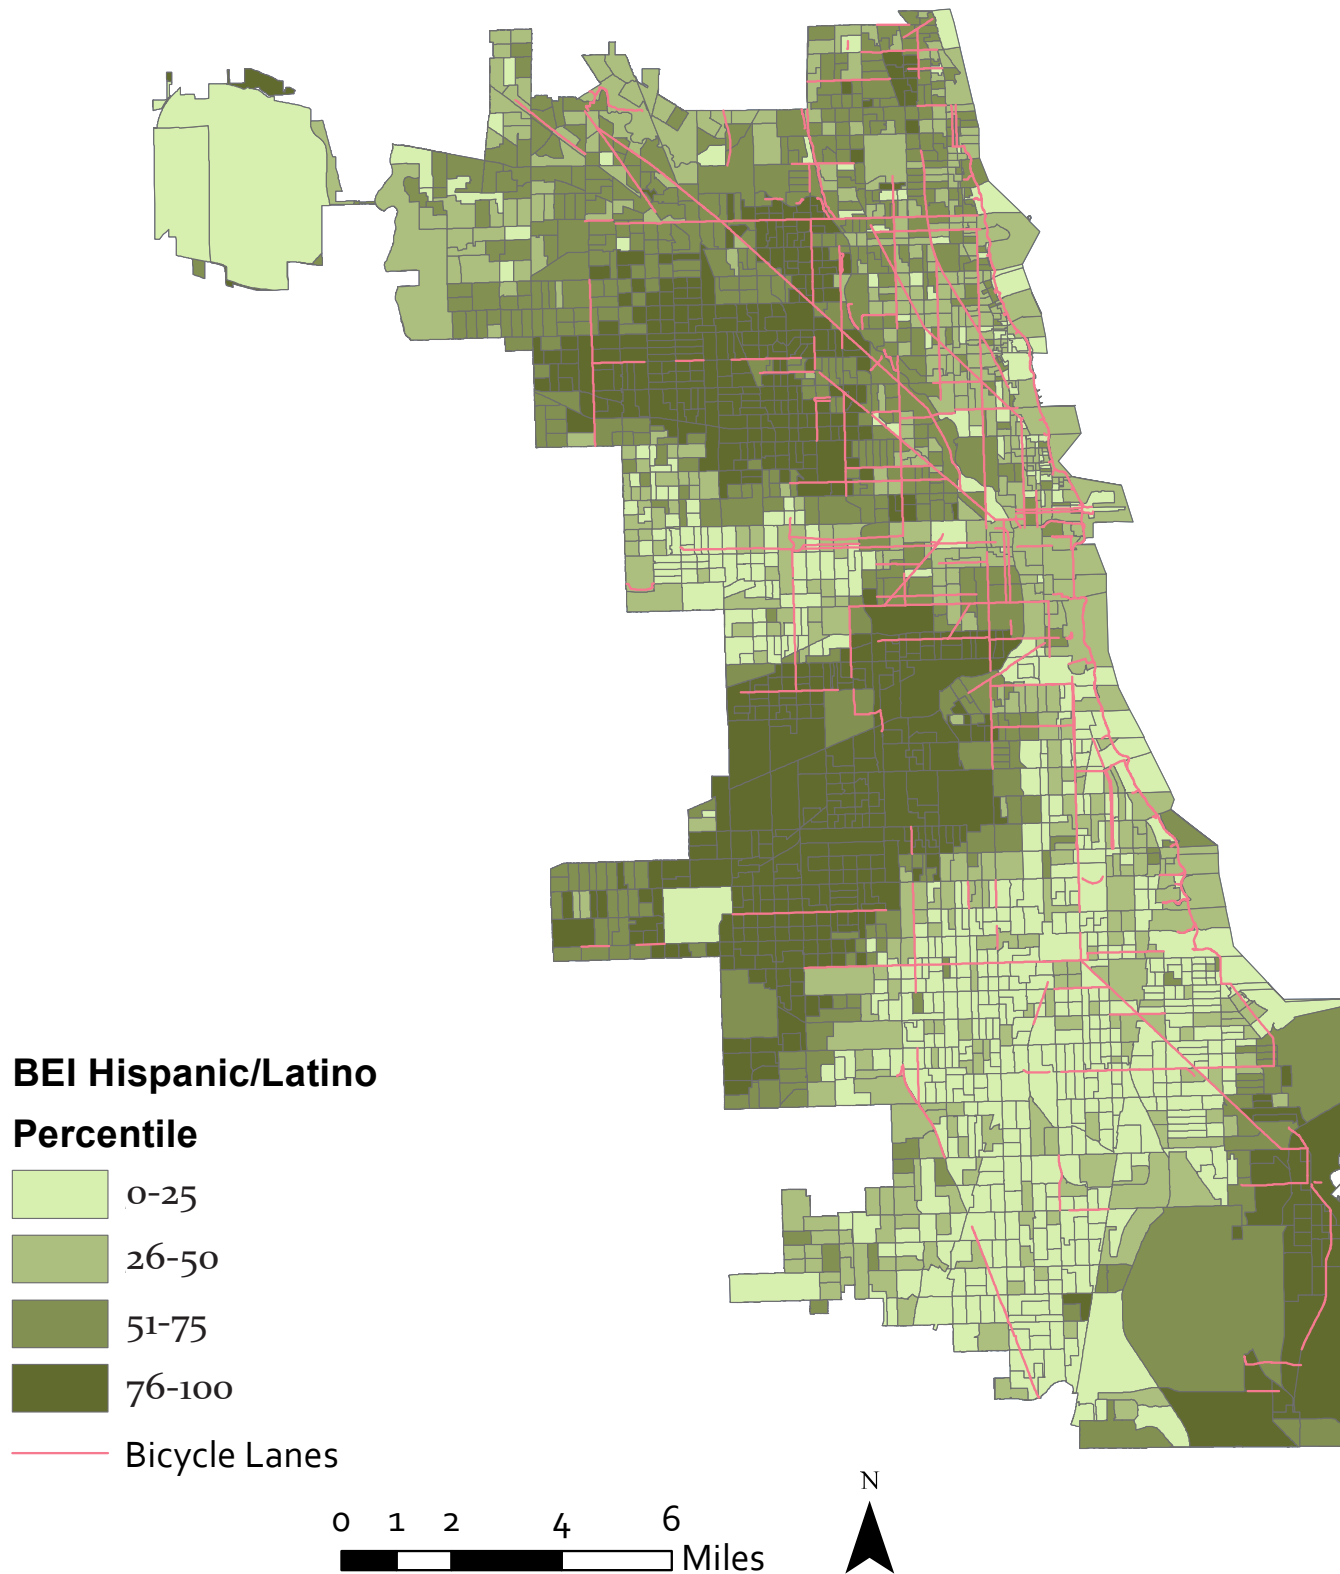 BEI Hispanic/Latino
Percentile
0-25
26-50
51-75
76-100
Bicycle Lanes
N
0 1 2 4 6
Miles